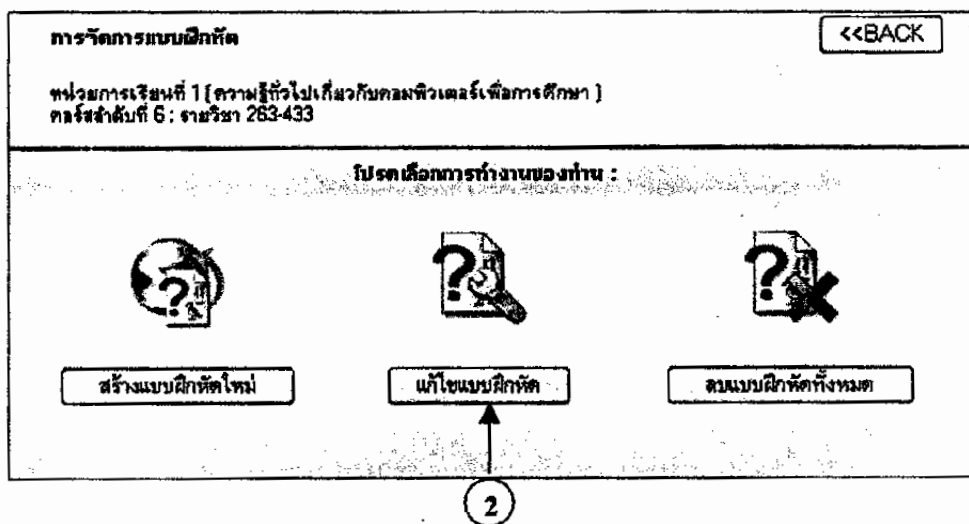 การจัดการแบบฝึกหัด
<<BACK
หน่วยการเรียนที่ 1 [ ความรู้ทั่วไปเกี่ยวกับคอมพิวเตอร์เพื่อการศึกษา ]
คอร์สลำดับที่ 6 : รายวิชา 263-433
โปรดเลือกการทำงานของท่าน :
สร้างแบบฝึกหัดใหม่
แก้ไขแบบฝึกหัด
ลบแบบฝึกหัดทั้งหมด
2